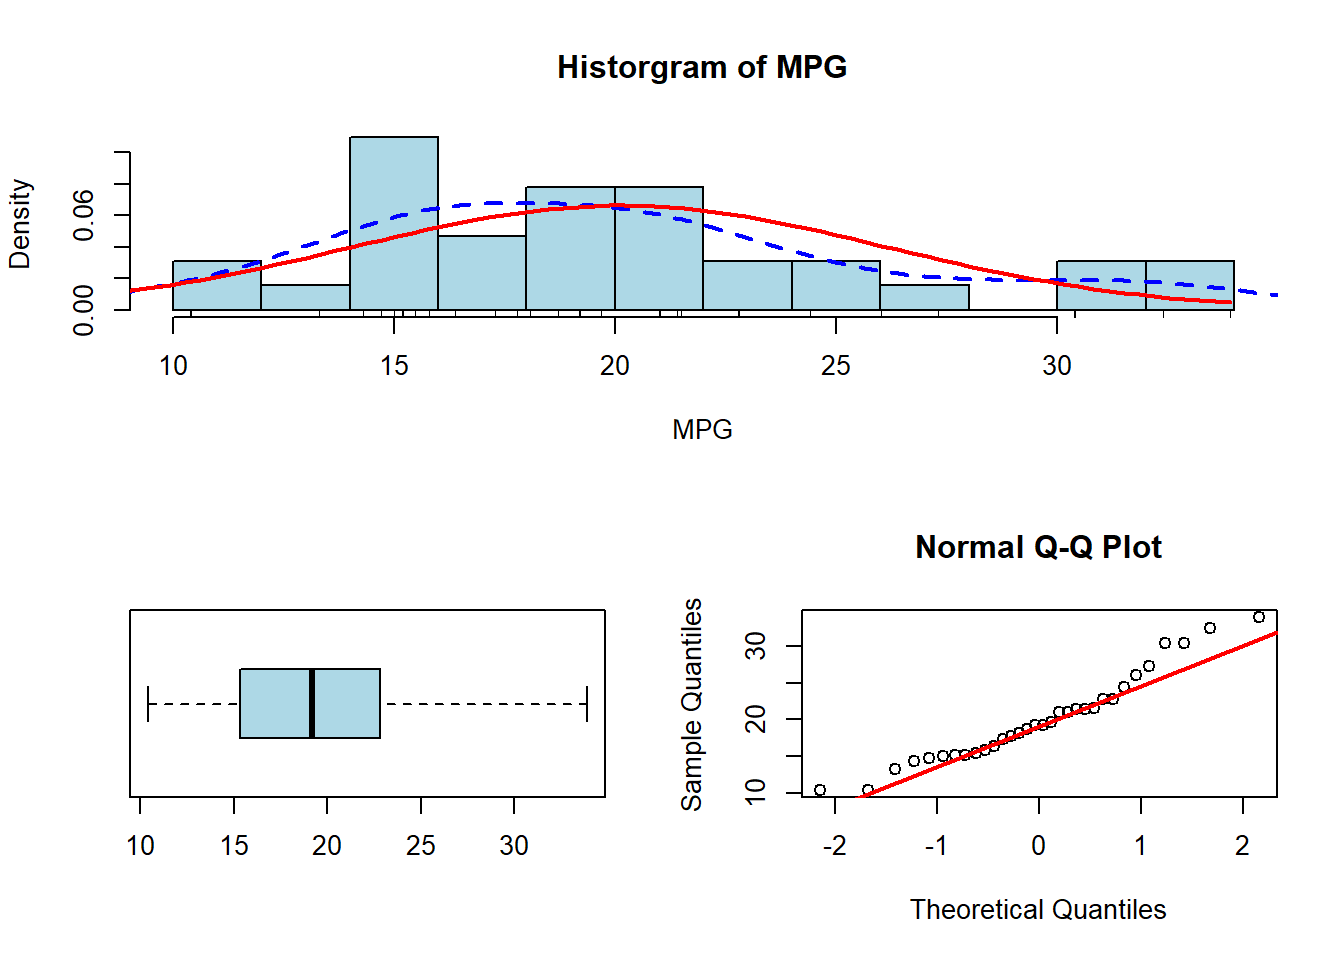 Historgram of MPG
Density
0.00 0.06
10 15 20 25 30
MPG
10 15 20 25 30
Normal Q-Q Plot
Sample Quantiles
10 20 30
-2 -1 0 1 2
Theoretical Quantiles